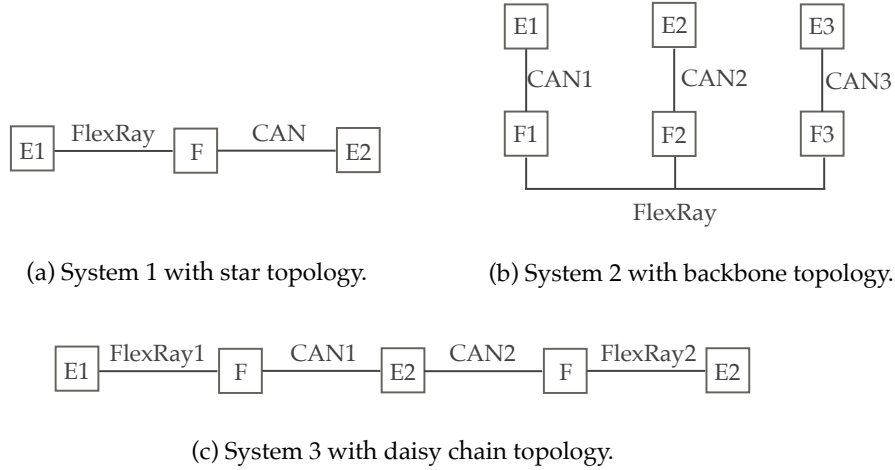 E1 E2 E3
CAN1 CAN2 CAN3
FlexRay CAN
E1 F E2
F1 F2 F3
FlexRay
(a) System 1 with star topology.
(b) System 2 with backbone topology.
FlexRay1 CAN1 CAN2 FlexRay2
E1 F E2 F E2
(c) System 3 with daisy chain topology.